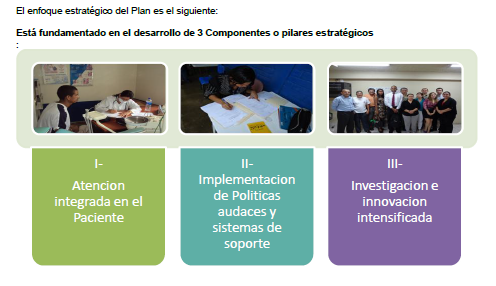 El enfoque estratégico del Plan es el siguiente:
Está fundamentado en el desarrollo de 3 Componentes o pilares estratégicos
:
I-
Atencion
integrada en el
Paciente
II-
Implementacion
de Politicas
audaces y
sistemas de
soporte
III-
Investigacion e
innovacion
intensificada